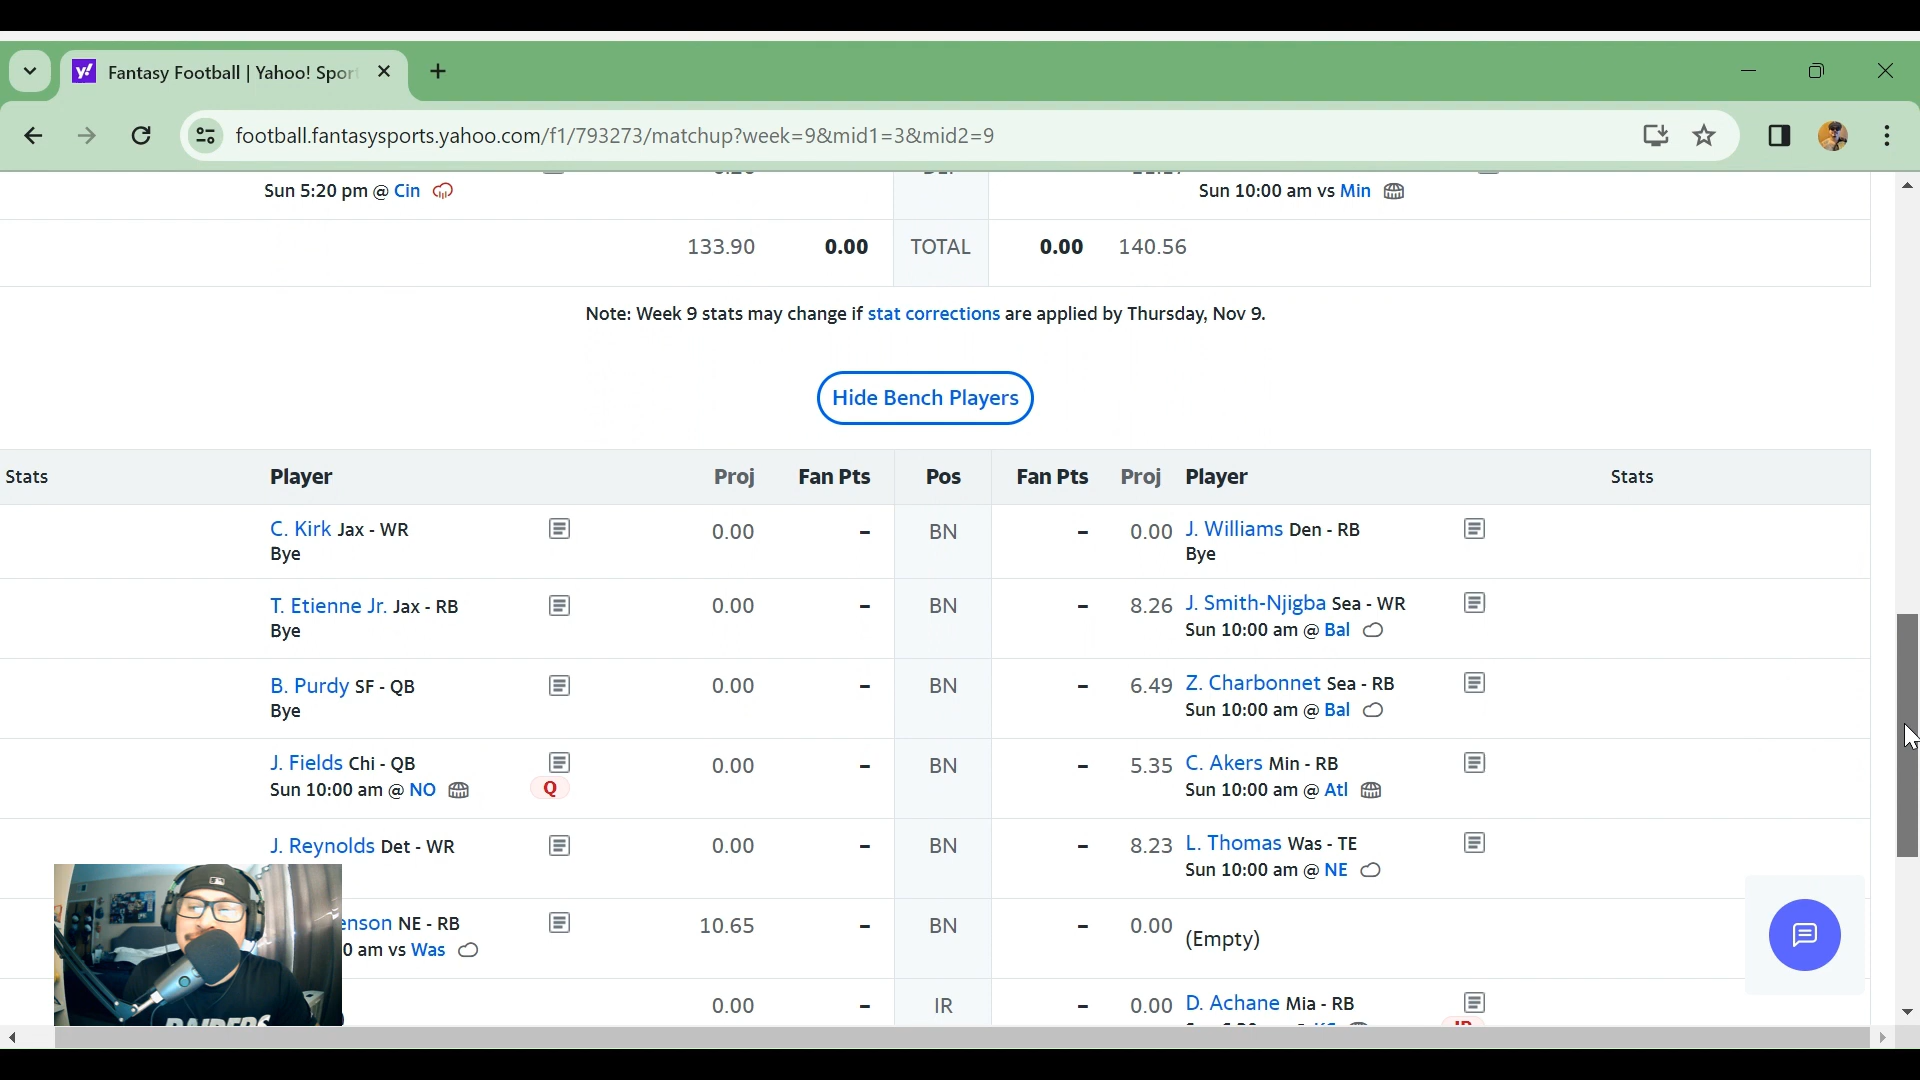 Fantasy Football | Yahoo! Spor
football.fantasysports.yahoo.com/f1/793273/matchup?week=9&mid1=3&mid2=9
Sun 5:20 pm @ Cin
Sun 10:00 am vs Min
133.90 0.00 TOTAL 0.00 140.56
Note: Week 9 stats may change if stat corrections are applied by Thursday, Nov 9.
Hide Bench Players
Stats Player Proj Fan Pts Pos Fan Pts Proj Player Stats
C. Kirk Jax - WR 0.00 – BN – 0.00 J. Williams Den - RB
Bye Bye
T. Etienne Jr. Jax - RB 0.00 – BN – 8.26 J. Smith-Njigba Sea - WR
Bye Sun 10:00 am @ Bal
B. Purdy SF - QB 0.00 – BN – 6.49 Z. Charbonnet Sea - RB
Bye Sun 10:00 am @ Bal
J. Fields Chi - QB 0.00 – BN – 5.35 C. Akers Min - RB
Sun 10:00 am @ NO Q Sun 10:00 am @ Atl
J. Reynolds Det - WR 0.00 – BN – 8.23 L. Thomas Was - TE
Sun 10:00 am @ NE
enson NE - RB 10.65 – BN – 0.00 (Empty)
0 am vs Was
0.00 – IR – 0.00 D. Achane Mia - RB